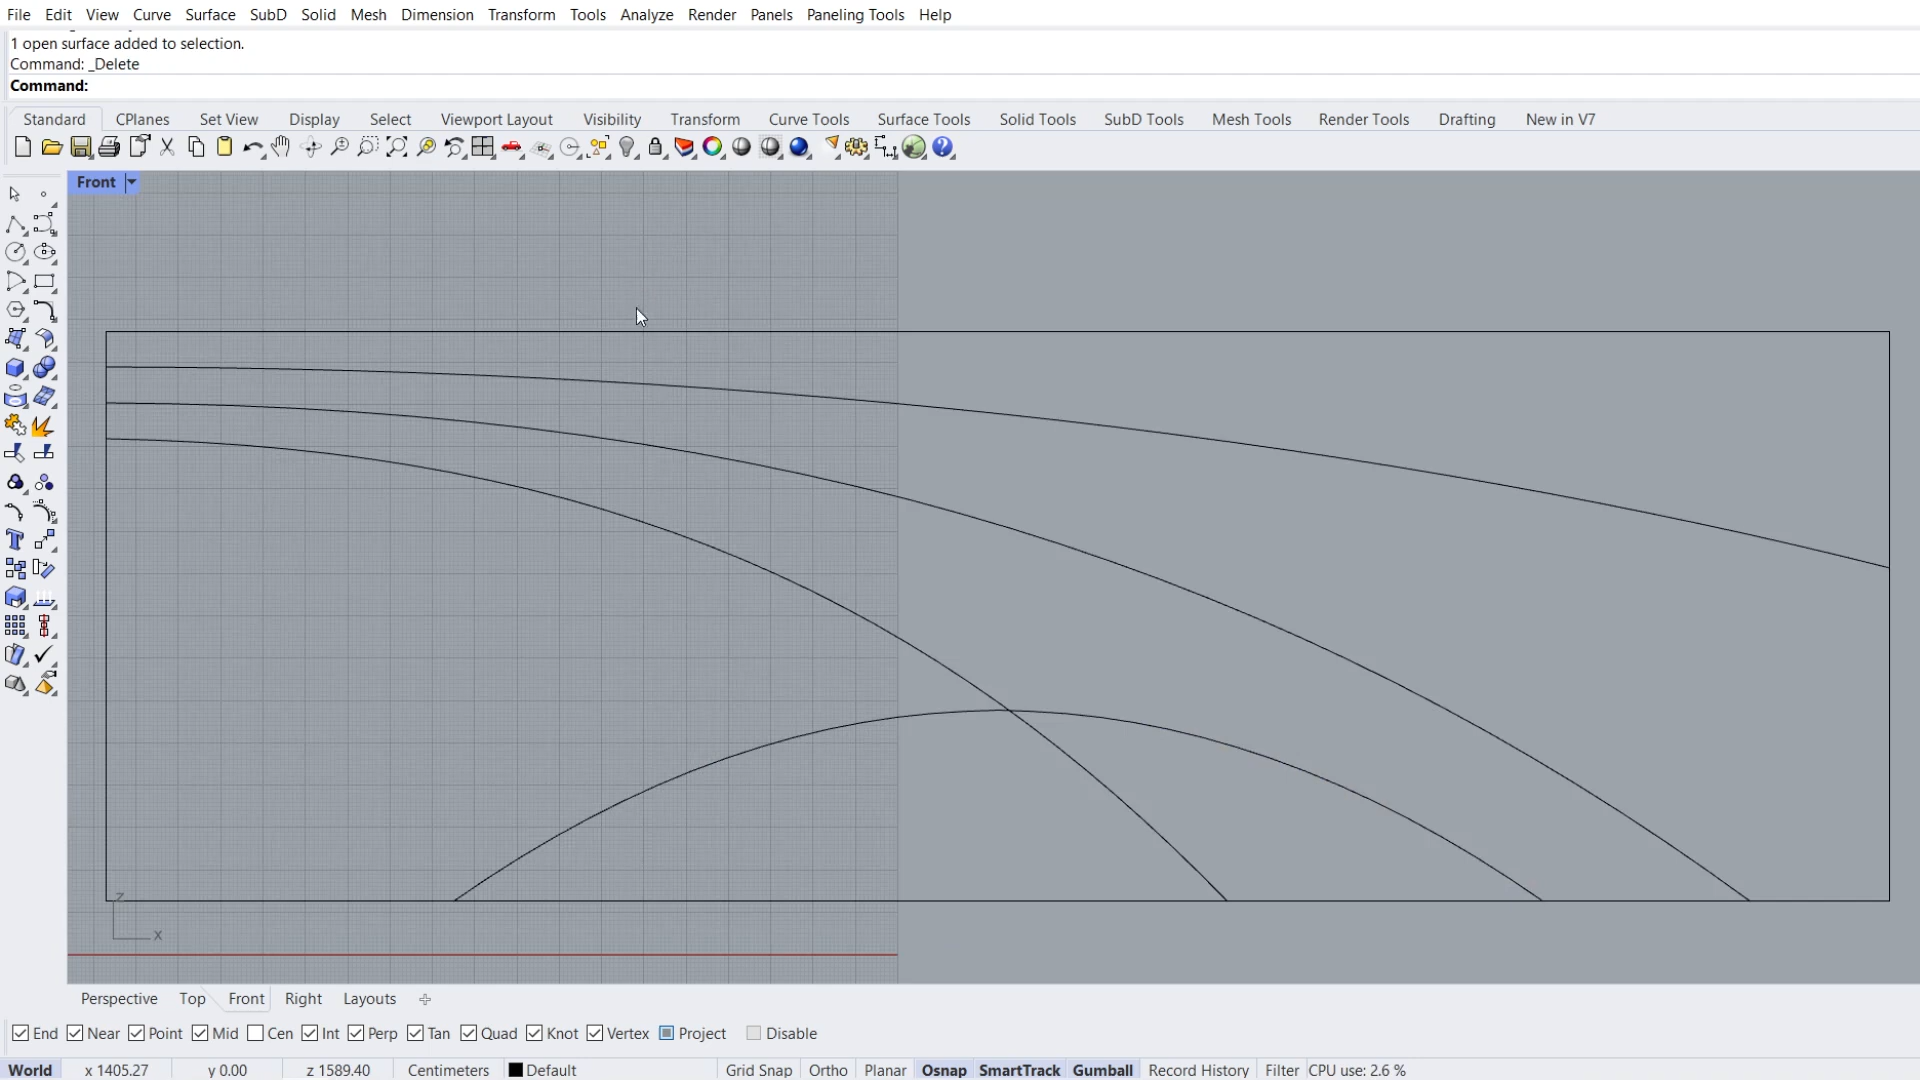 File Edit View Curve Surface SubD Solid Mesh Dimension Transform Tools Analyze Render Panels Paneling Tools Help
1 open surface added to selection.
Command: _Delete
Command:
Standard CPlanes Set View Display Select Viewport Layout Visibility Transform Curve Tools Surface Tools Solid Tools SubD Tools Mesh Tools Render Tools Drafting New in V7
Front
z
x
Perspective Top Front Right Layouts
End Near Point Mid Cen Int Perp Tan Quad Knot Vertex Project Disable
World x 1405.27 y 0.00 z 1589.40 Centimeters Default Grid Snap Ortho Planar Osnap SmartTrack Gumball Record History Filter CPU use: 2.6 %